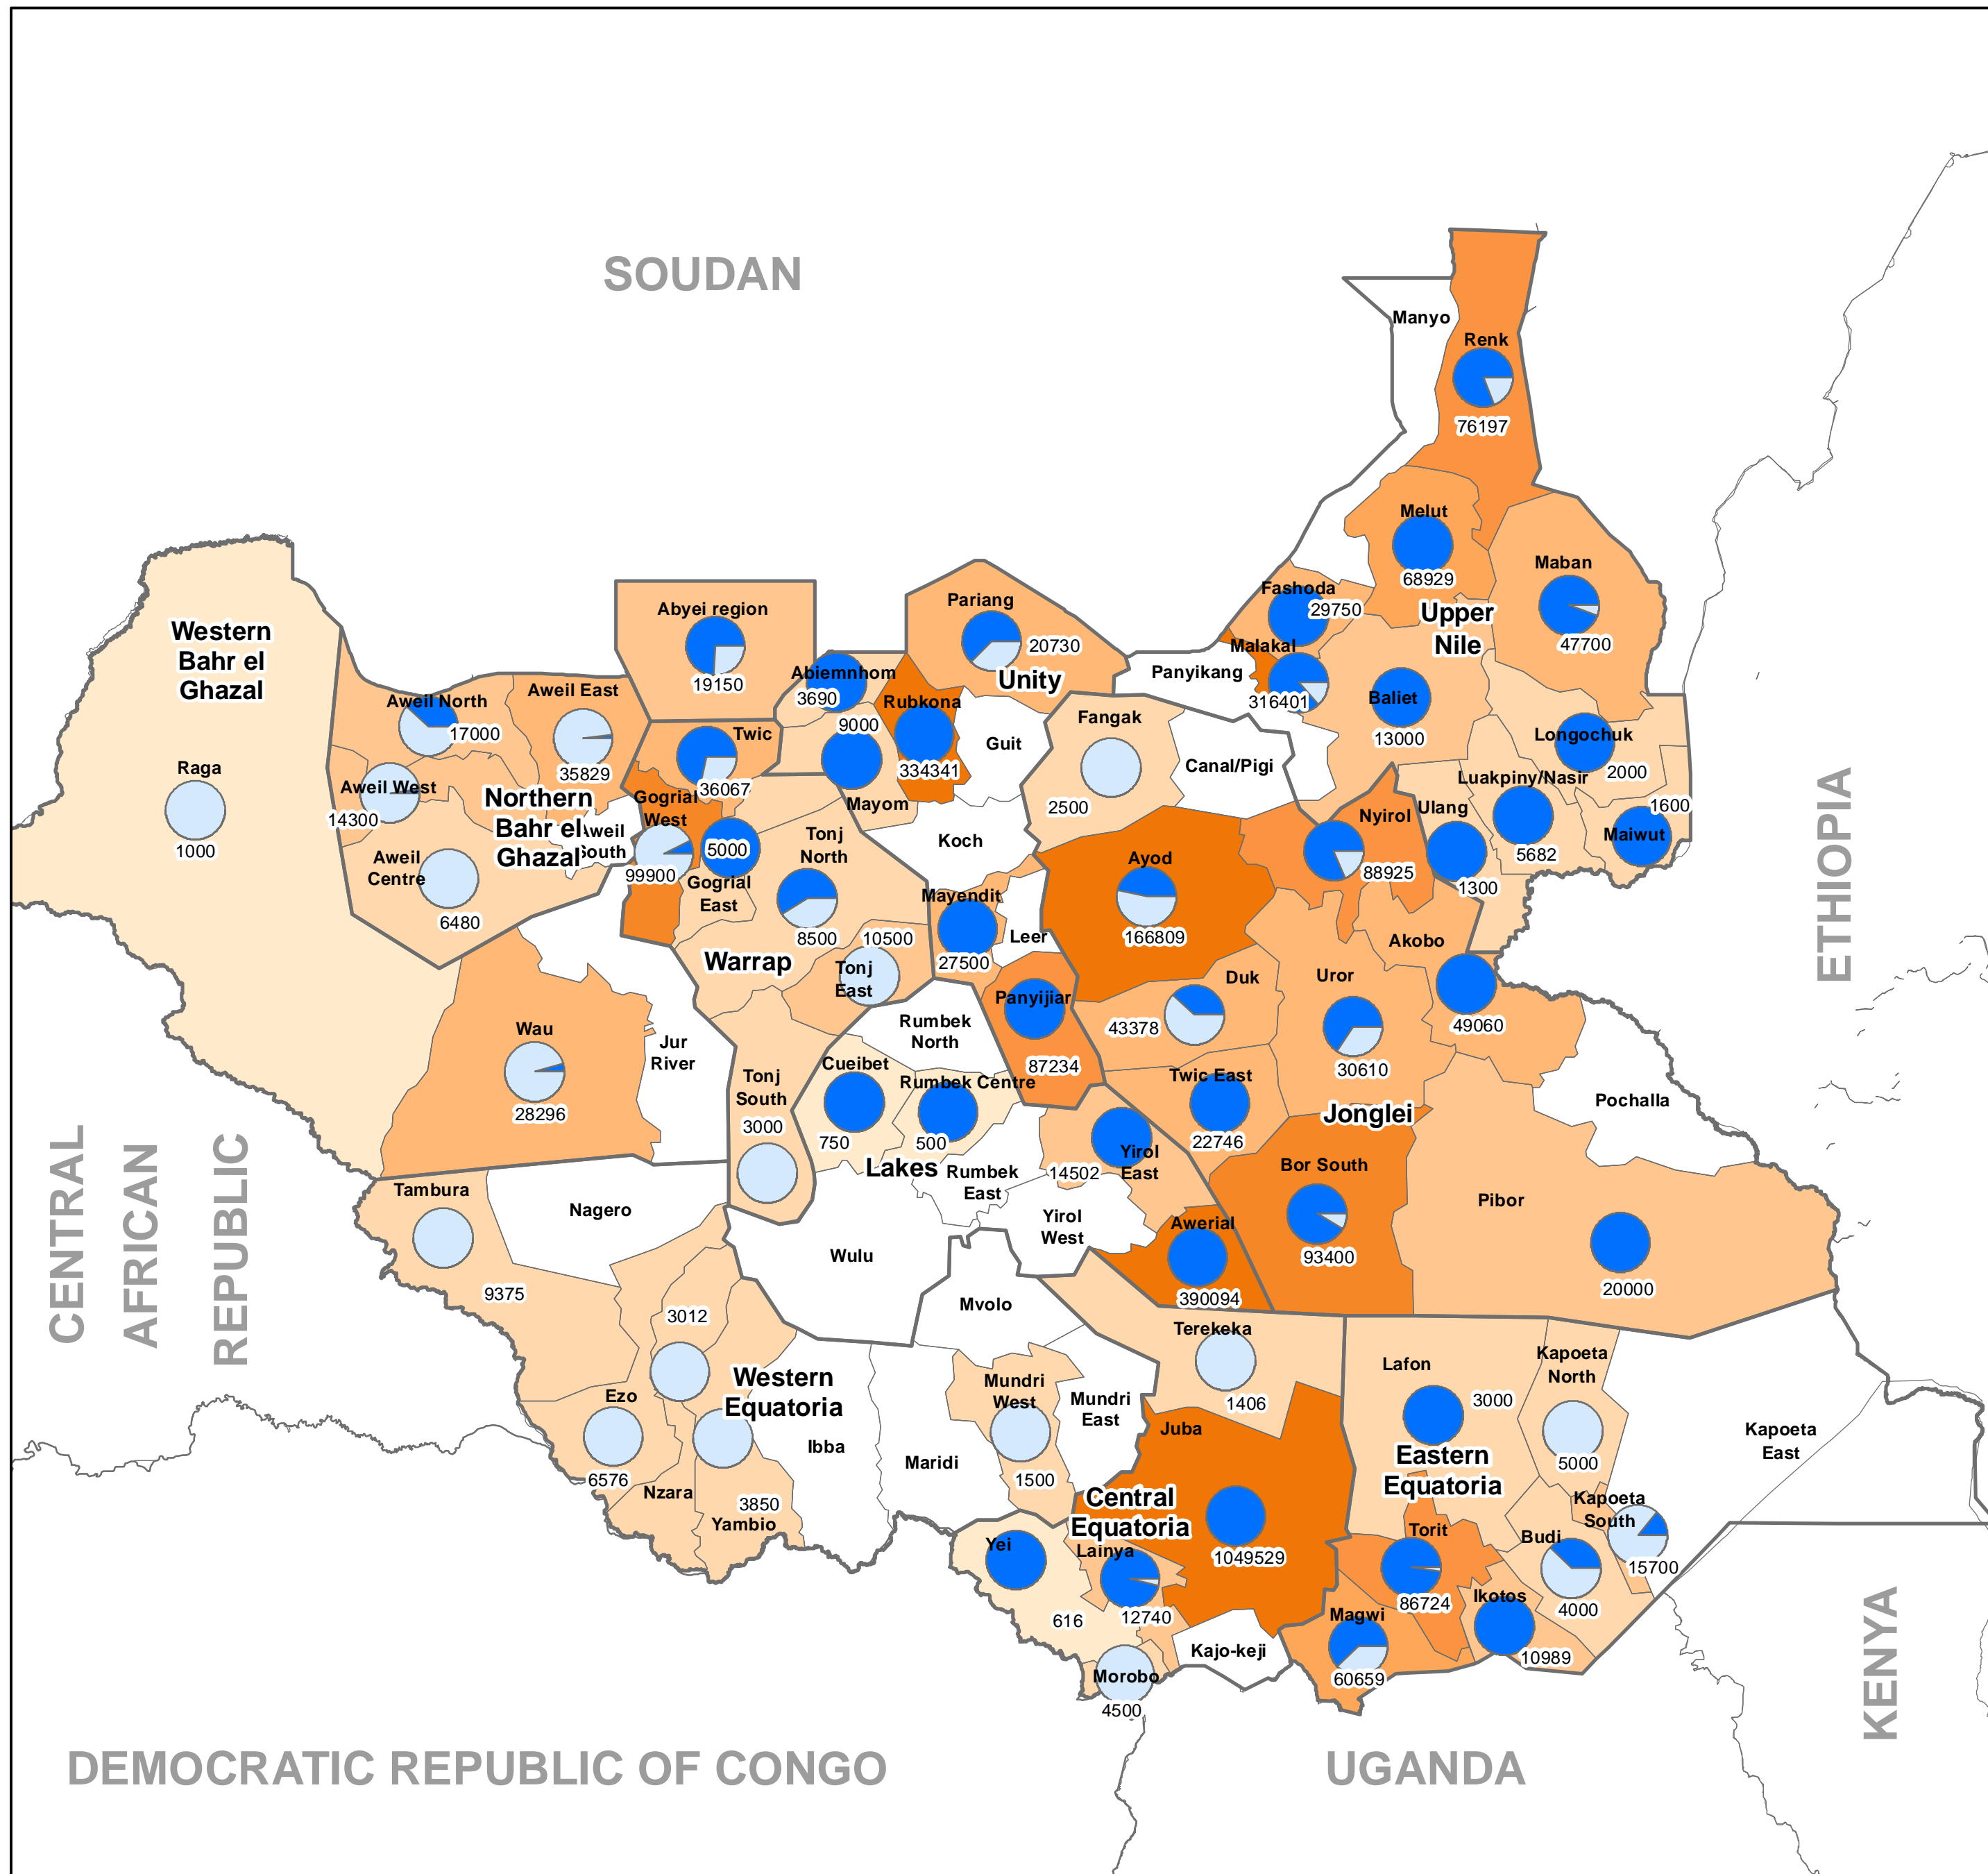 SOUDAN
Manyo
Renk
76197
Melut
68929
Maban
47700
Fashoda
29750
Upper
Nile
Malakal
316401
Panyikang
Baliet
13000
Longochuk
2000
Luakpiny/Nasir
5682
Maiwut
1600
Ulang
1300
Nyirol
88925
Abyei region
19150
Pariang
20730
Unity
Abiemnhom
3690
Rubkona
334341
9000
Mayom
Guit
Koch
Fangak
2500
Canal/Pigi
Western
Bahr el
Ghazal
Raga
1000
Aweil North
17000
Aweil East
35829
Aweil West
14300
Northern
Bahr el
Ghazal
Aweil
South
Aweil
Centre
6480
Twic
36067
Gogrial
West
99900
5000
Gogrial
East
Tonj
North
8500
10500
Tonj
East
Warrap
Mayendit
27500
Leer
Ayod
166809
Akobo
49060
Duk
43378
Uror
30610
Panyijiar
87234
Rumbek
North
Wau
28296
Jur
River
Tonj
South
3000
Cueibet
750
Rumbek Centre
500
Lakes
Rumbek
East
Twic East
22746
Jonglei
Pochalla
Yirol
East
14502
Yirol
West
Bor South
93400
Pibor
20000
Awerial
390094
ETHIOPIA
CENTRAL
AFRICAN
REPUBLIC
Tambura
9375
Nagero
Wulu
3012
Mvolo
Ezo
6576
Western
Equatoria
Nzara
3850
Yambio
Ibba
Maridi
Mundri
West
1500
Mundri
East
Terekeka
1406
Juba
1049529
Central
Equatoria
Yei
616
Lainya
12740
Morobo
4500
Kajo-keji
Lafon
3000
Kapoeta
North
5000
Kapoeta
East
Eastern
Equatoria
Kapoeta
South
15700
Torit
86724
Budi
4000
Ikotos
10989
Magwi
60659
KENYA
DEMOCRATIC REPUBLIC OF CONGO
UGANDA